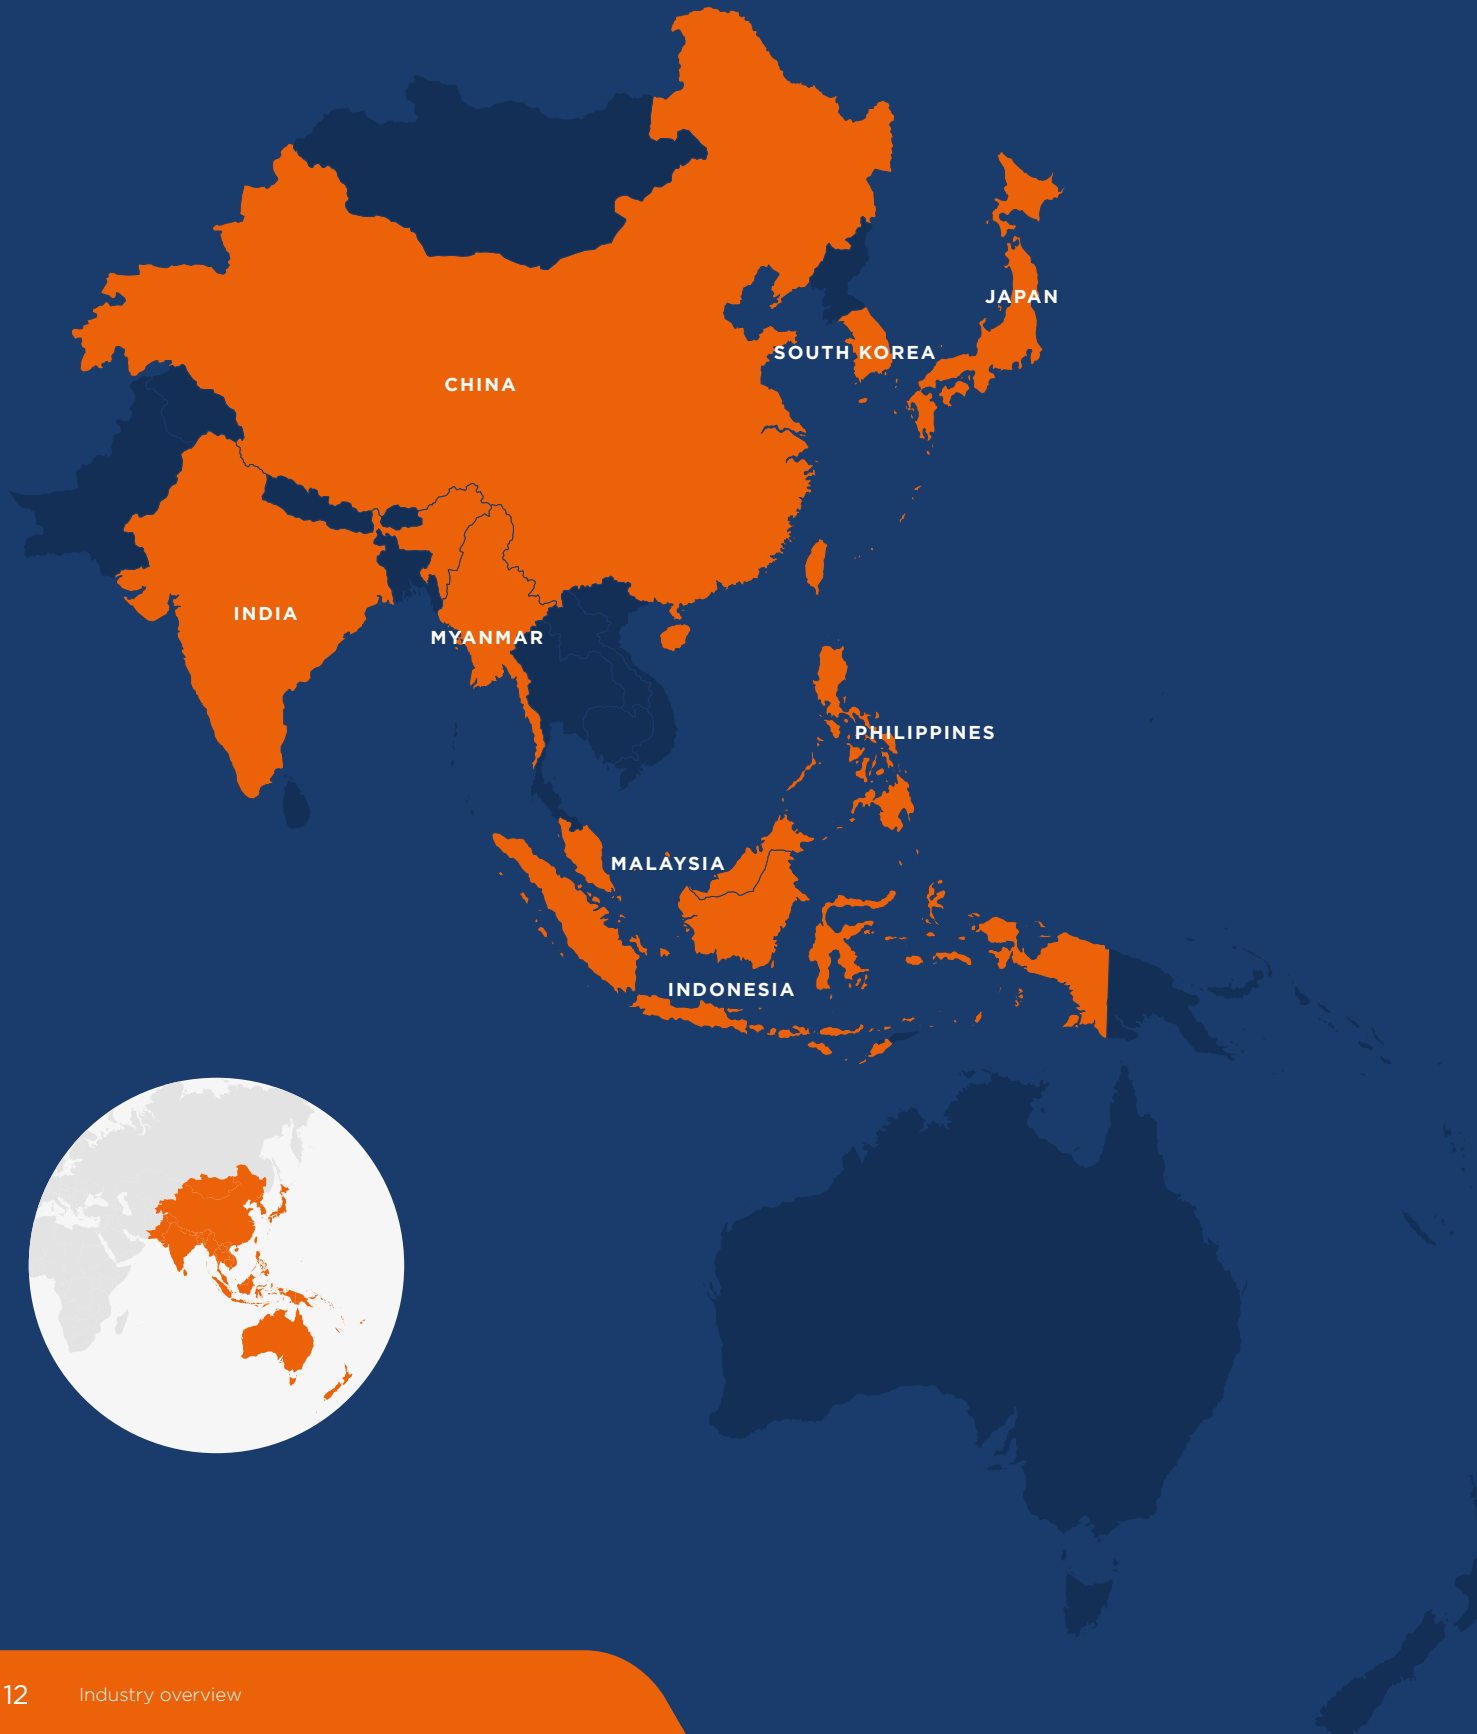 JAPAN
SOUTH KOREA
CHINA
INDIA
MYANMAR
PHILIPPINES
MALAYSIA
INDONESIA
12 Industry overview